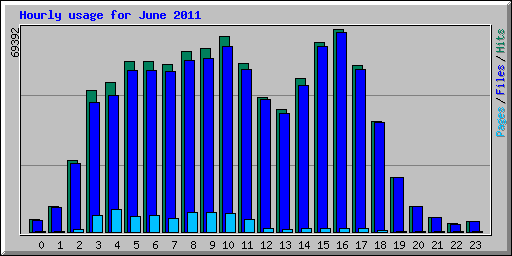 Hourly usage for June 2011
69392
Pages/Files/Hits
0 1 2 3 4 5 6 7 8 9 10 11 12 13 14 15 16 17 18 19 20 21 22 23